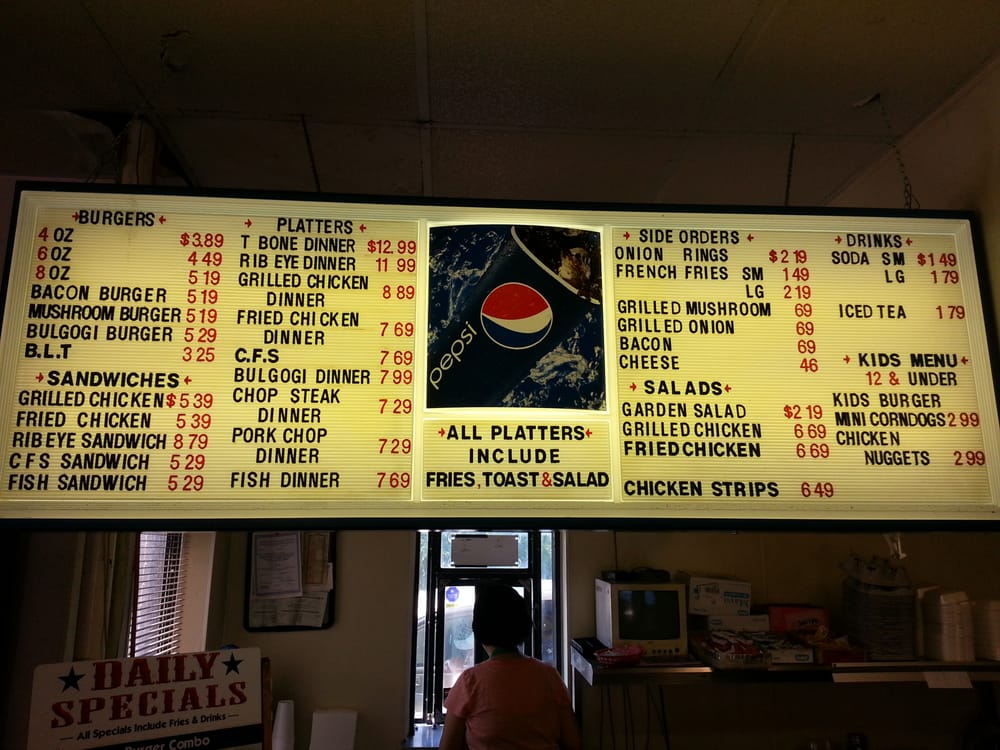 BURGERS
4 OZ $3.89
6 OZ 4 49
8 OZ 5 19
BACON BURGER 5 19
MUSHROOM BURGER 5 19
BULGOGI BURGER 5 29
B.L.T 3 25
SANDWICHES
GRILLED CHICKEN $5 39
FRIED CHICKEN 5 39
RIBEYE SANDWICH 8 79
C F S SANDWICH 5 29
FISH SANDWICH 5 29
PLATTERS
T BONE DINNER $12.99
RIB EYE DINNER 11 99
GRILLED CHICKEN
DINNER 8 89
FRIED CHICKEN
DINNER 7 69
C.F.S 7 69
BULGOGI DINNER 7 99
CHOP STEAK
DINNER 7 29
PORK CHOP
DINNER 7 29
FISH DINNER 7 69
pepsi
ALL PLATTERS
INCLUDE
FRIES, TOAST & SALAD
SIDE ORDERS
ONION RINGS $2 19
FRENCH FRIES SM 1 49
LG 2 19
GRILLED MUSHROOM 69
GRILLED ONION 69
BACON 69
CHEESE 46
SALADS
GARDEN SALAD $2 19
GRILLED CHICKEN 6 69
FRIED CHICKEN 6 69
CHICKEN STRIPS 6 49
DRINKS
SODA SM $1 49
LG 1 79
ICED TEA 1 79
KIDS MENU
12 & UNDER
KIDS BURGER
MINI CORNDOGS 2 99
CHICKEN
NUGGETS 2 99
DAILY
SPECIALS
All Specials Include Fries & Drinks
Burger Combo